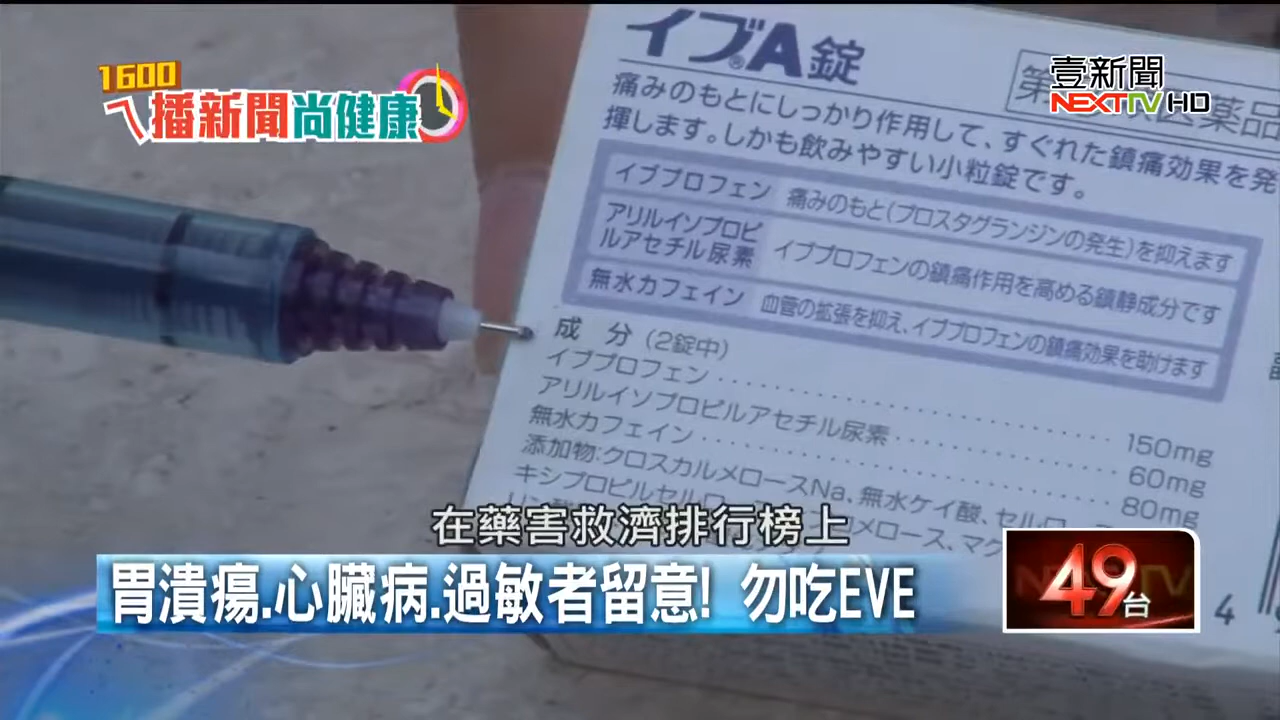 1600
播新聞尚健康
壹新聞
NEXTTV HD
イブ®A錠
第
薬品
痛みのもとにしっかり作用して、すぐれた鎮痛効果を発
揮します。しかも飲みやすい小粒錠です。
イブプロフェン 痛みのもと(プロスタグランジンの発生)を抑えます
アリルイソプロピ
ルアセチル尿素 イブプロフェンの鎮痛作用を高める鎮静成分です
無水カフェイン 血管の拡張を抑え、イブプロフェンの鎮痛効果を助けます
成 分 (2錠中)
イブプロフェン 150mg
アリルイソプロピルアセチル尿素 60mg
無水カフェイン 80mg
添加物:クロスカルメロースNa、無水ケイ酸、セルロ
キシプロピルセルロ
メロース、マク
在藥害救濟排行榜上
胃潰瘍.心臟病.過敏者留意! 勿吃EVE
49台
4